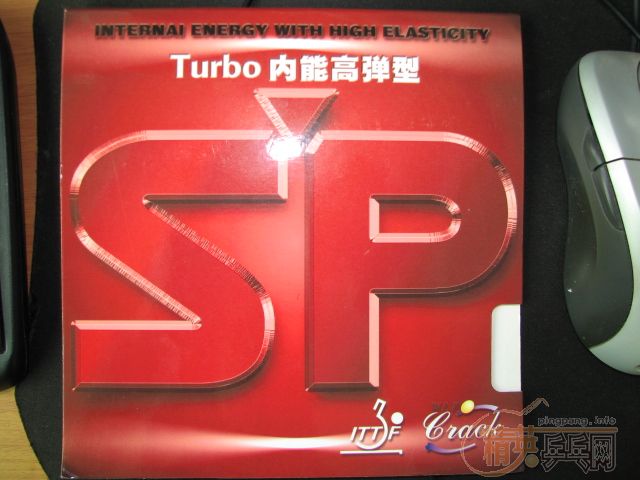 INTERNAI ENERGY WITH HIGH ELASTICITY
Turbo 内能高弹型
SP
ITTF
Crack
pingpang.info
精英乒乓网